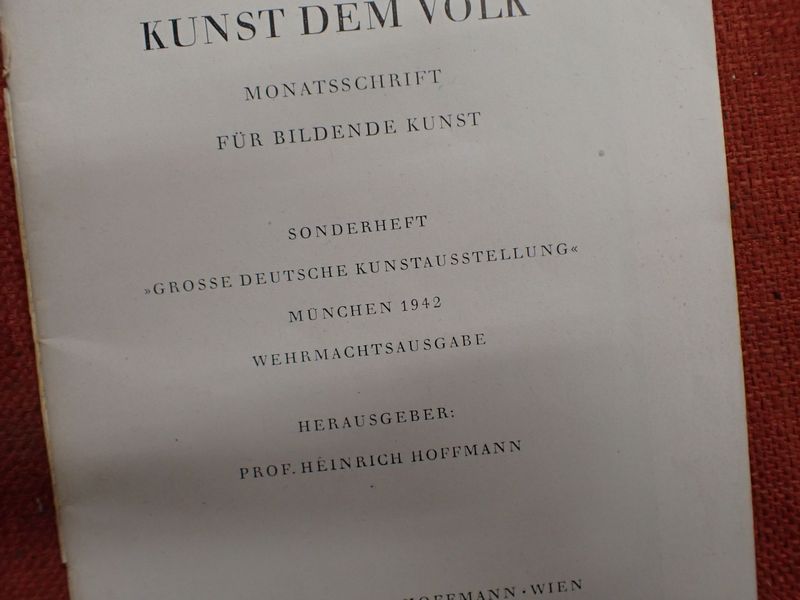 KUNST DEM VOLK
MONATSSCHRIFT
FÜR BILDENDE KUNST
SONDERHEFT
»GROSSE DEUTSCHE KUNSTAUSSTELLUNG«
MÜNCHEN 1942
WEHRMACHTSAUSGABE
HERAUSGEBER:
PROF. HEINRICH HOFFMANN
HOFFMANN · WIEN